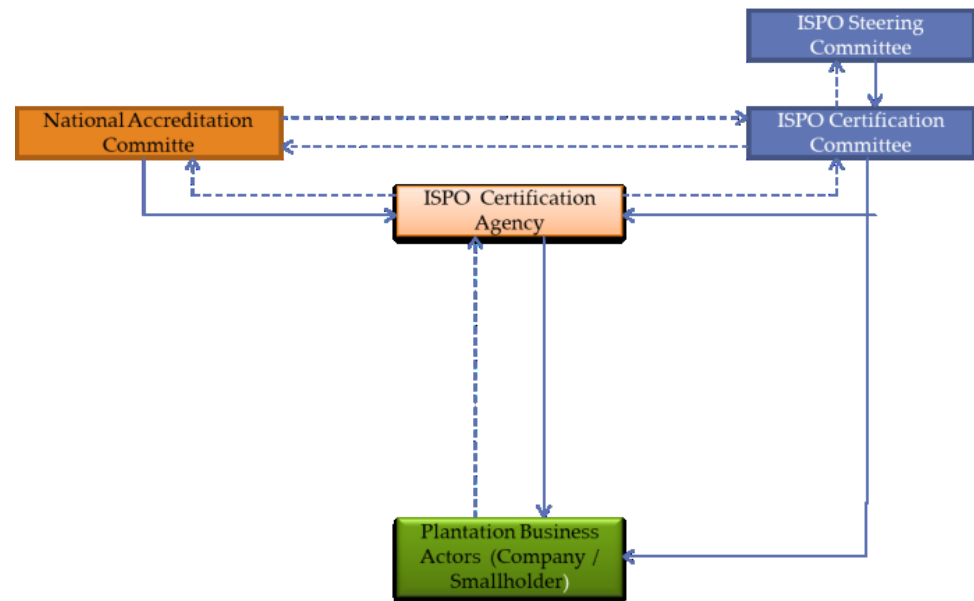 ISPO Steering
Committee
National Accreditation
Committe
ISPO Certification
Committee
ISPO Certification
Agency
Plantation Business
Actors (Company /
Smallholder)